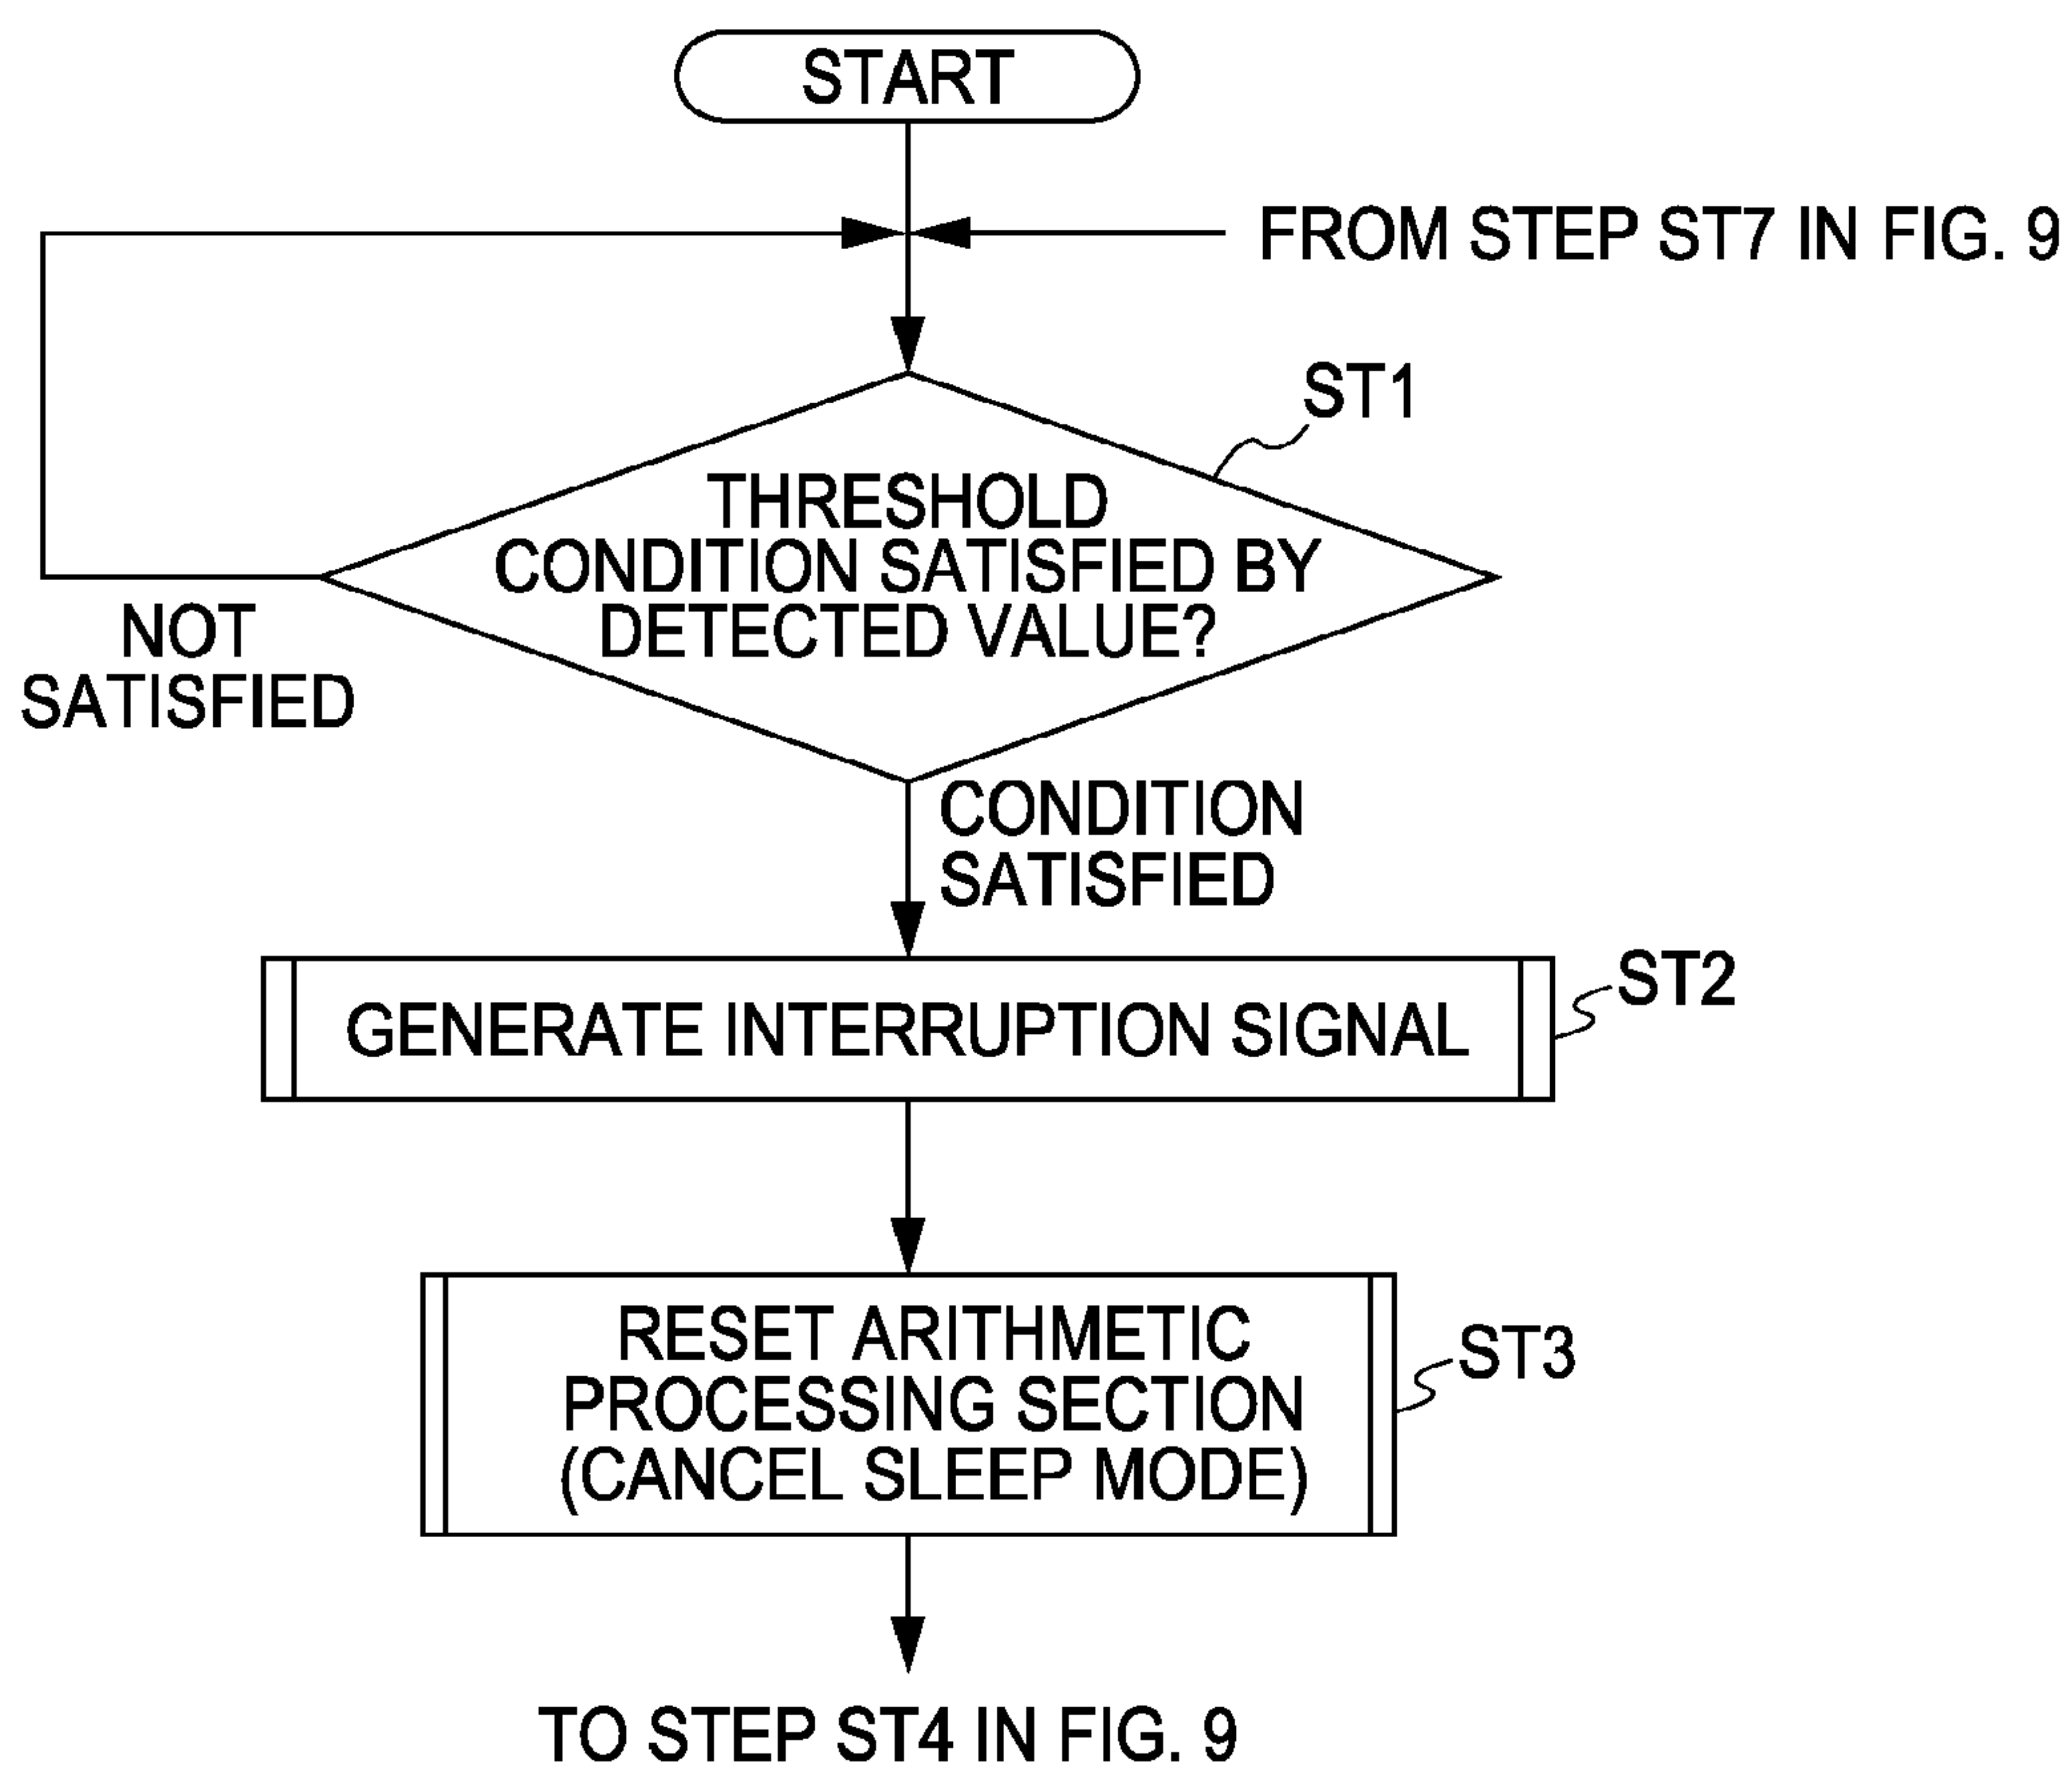 START
FROM STEP ST7 IN FIG. 9
ST1
THRESHOLD
CONDITION SATISFIED BY
DETECTED VALUE?
NOT
SATISFIED
CONDITION
SATISFIED
ST2
GENERATE INTERRUPTION SIGNAL
ST3
RESET ARITHMETIC
PROCESSING SECTION
(CANCEL SLEEP MODE)
TO STEP ST4 IN FIG. 9